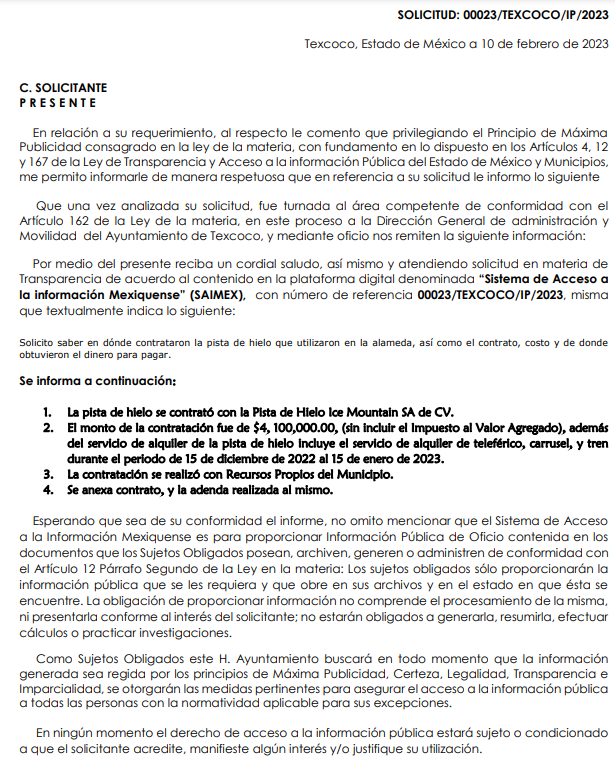 SOLICITUD: 00023/TEXCOCO/IP/2023
Texcoco, Estado de México a 10 de febrero de 2023
C. SOLICITANTE
P R E S E N T E
En relación a su requerimiento, al respecto le comento que privilegiando el Principio de Máxima
Publicidad consagrado en la ley de la materia, con fundamento en lo dispuesto en los Artículos 4, 12
y 167 de la Ley de Transparencia y Acceso a la información Pública del Estado de México y Municipios,
me permito informarle de manera respetuosa que en referencia a su solicitud le informo lo siguiente
Que una vez analizada su solicitud, fue turnada al área competente de conformidad con el
Artículo 162 de la Ley de la materia, en este proceso a la Dirección General de administración y
Movilidad del Ayuntamiento de Texcoco, y mediante oficio nos remiten la siguiente información:
Por medio del presente reciba un cordial saludo, así mismo y atendiendo solicitud en materia de
Transparencia de acuerdo al contenido en la plataforma digital denominada “Sistema de Acceso a
la información Mexiquense” (SAIMEX), con número de referencia 00023/TEXCOCO/IP/2023, misma
que textualmente indica lo siguiente:
Solicito saber en dónde contrataron la pista de hielo que utilizaron en la alameda, así como el contrato, costo y de donde
obtuvieron el dinero para pagar.
Se informa a continuación:
1. La pista de hielo se contrató con la Pista de Hielo Ice Mountain SA de CV.
2. El monto de la contratación fue de $4, 100,000.00, (sin incluir el Impuesto al Valor Agregado), además
del servicio de alquiler de la pista de hielo incluye el servicio de alquiler de teleférico, carrusel, y tren
durante el periodo de 15 de diciembre de 2022 al 15 de enero de 2023.
3. La contratación se realizó con Recursos Propios del Municipio.
4. Se anexa contrato, y la adenda realizada al mismo.
Esperando que sea de su conformidad el informe, no omito mencionar que el Sistema de Acceso
a la Información Mexiquense es para proporcionar Información Pública de Oficio contenida en los
documentos que los Sujetos Obligados posean, archiven, generen o administren de conformidad con
el Artículo 12 Párrafo Segundo de la Ley en la materia: Los sujetos obligados sólo proporcionarán la
información pública que se les requiera y que obre en sus archivos y en el estado en que ésta se
encuentre. La obligación de proporcionar información no comprende el procesamiento de la misma,
ni presentarla conforme al interés del solicitante; no estarán obligados a generarla, resumirla, efectuar
cálculos o practicar investigaciones.
Como Sujetos Obligados este H. Ayuntamiento buscará en todo momento que la información
generada sea regida por los principios de Máxima Publicidad, Certeza, Legalidad, Transparencia e
Imparcialidad, se otorgarán las medidas pertinentes para asegurar el acceso a la información pública
a todas las personas con la normatividad aplicable para sus excepciones.
En ningún momento el derecho de acceso a la información pública estará sujeto o condicionado
a que el solicitante acredite, manifieste algún interés y/o justifique su utilización.